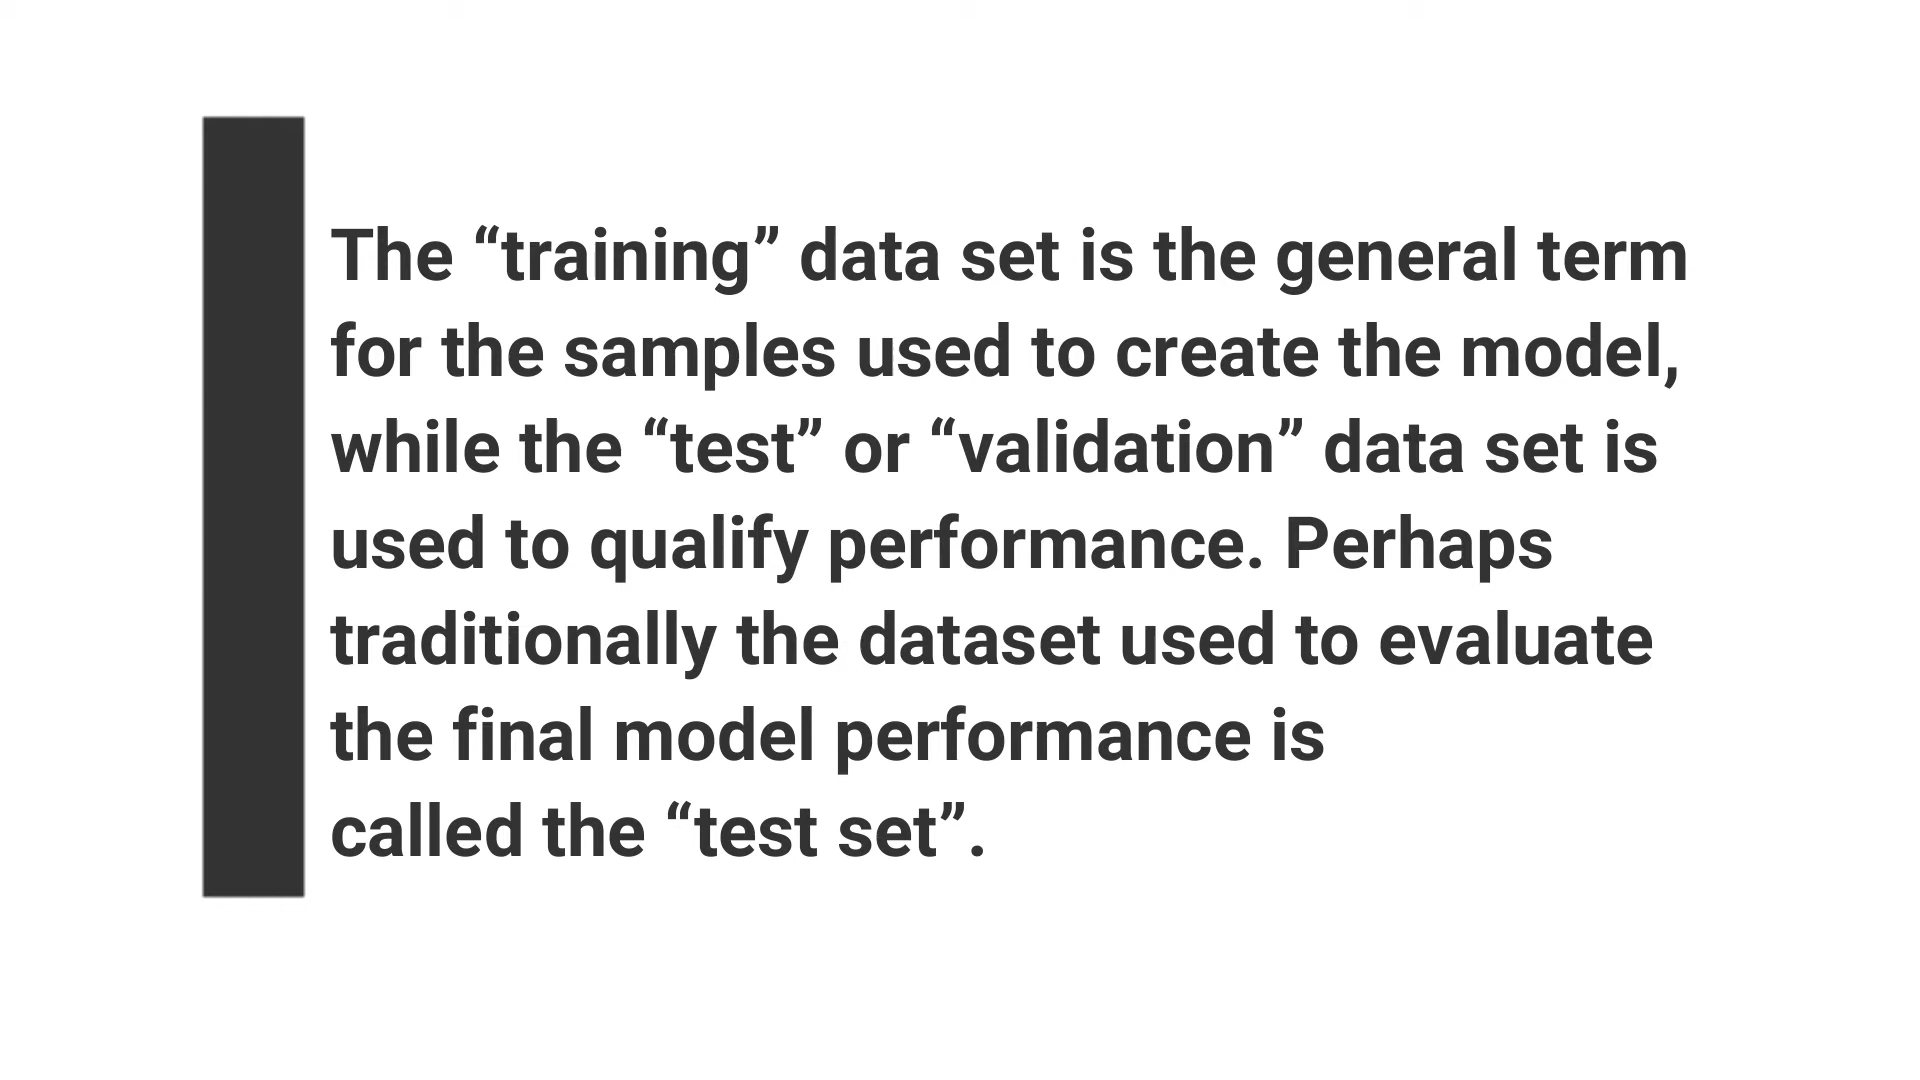 The “training” data set is the general term
for the samples used to create the model,
while the “test” or “validation” data set is
used to qualify performance. Perhaps
traditionally the dataset used to evaluate
the final model performance is
called the “test set”.